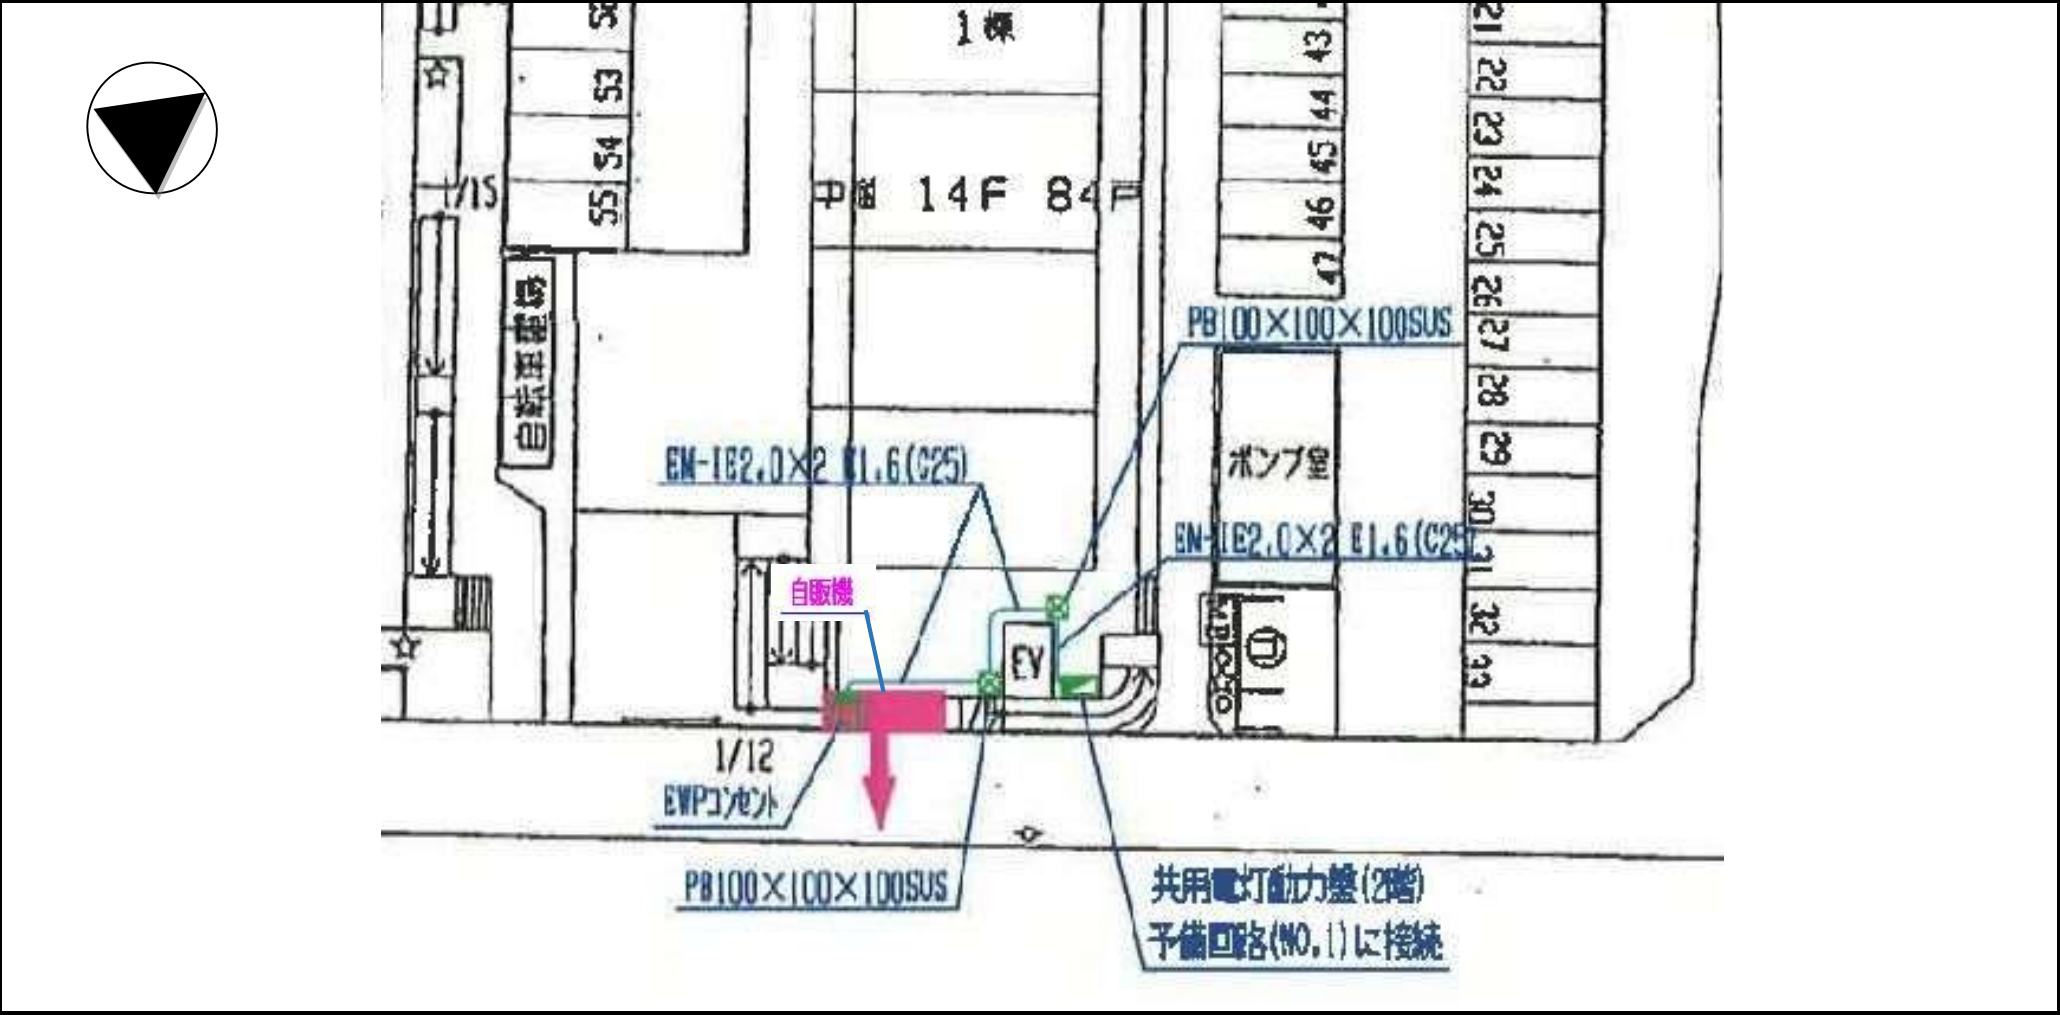 1棟
S3
S4
S5
1/15
中層 14F 84戸
43
44
45
46
47
21
22
23
24
25
26
27
28
29
30
31
32
33
自転車置場
PB100×100×100SUS
EM-IE2.0×2 E1.6(C25)
ポンプ室
EM-IE2.0×2 E1.6(C25)
自販機
EV
1/12
EWPコンセント
PB100×100×100SUS
共用電灯動力盤(2階)
予備回路(NO.1)に接続